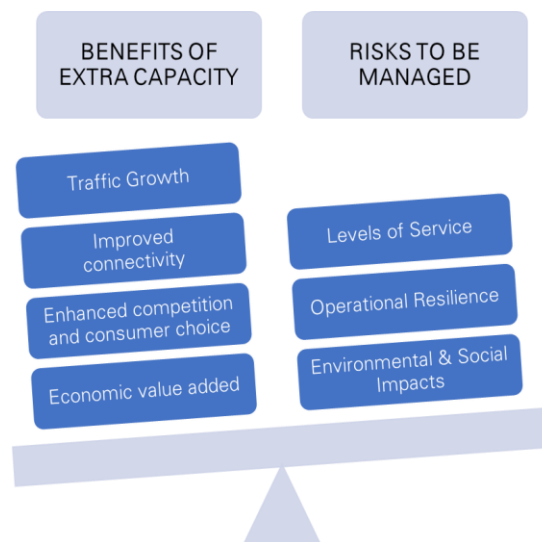 BENEFITS OF
EXTRA CAPACITY
RISKS TO BE
MANAGED
Traffic Growth
Improved
connectivity
Enhanced competition
and consumer choice
Economic value added
Levels of Service
Operational Resilience
Environmental & Social
Impacts